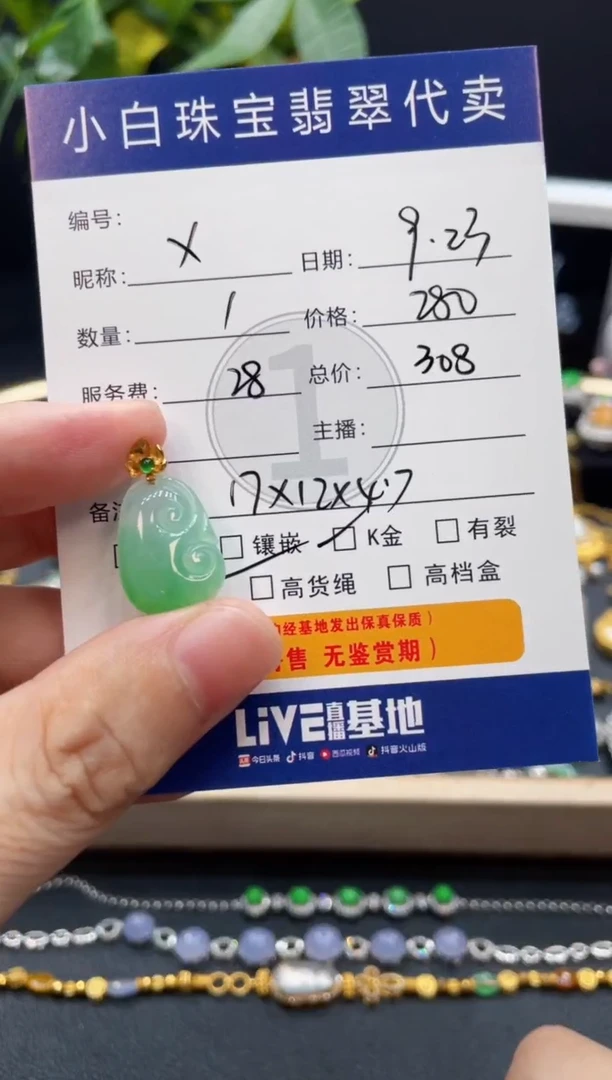 小白珠宝翡翠代卖
编号:
昵称: X 日期: 9.23
数量: 1 价格: 280
服务费: 28 总价: 308
主播:
备 17×12×4.7
□ 镶嵌 □ K金 □ 有裂
□ 高货绳 □ 高档盒
经基地发出保真保质)
售 无鉴赏期)
LiVE直播基地
今日头条 抖音 西瓜视频 抖音火山版